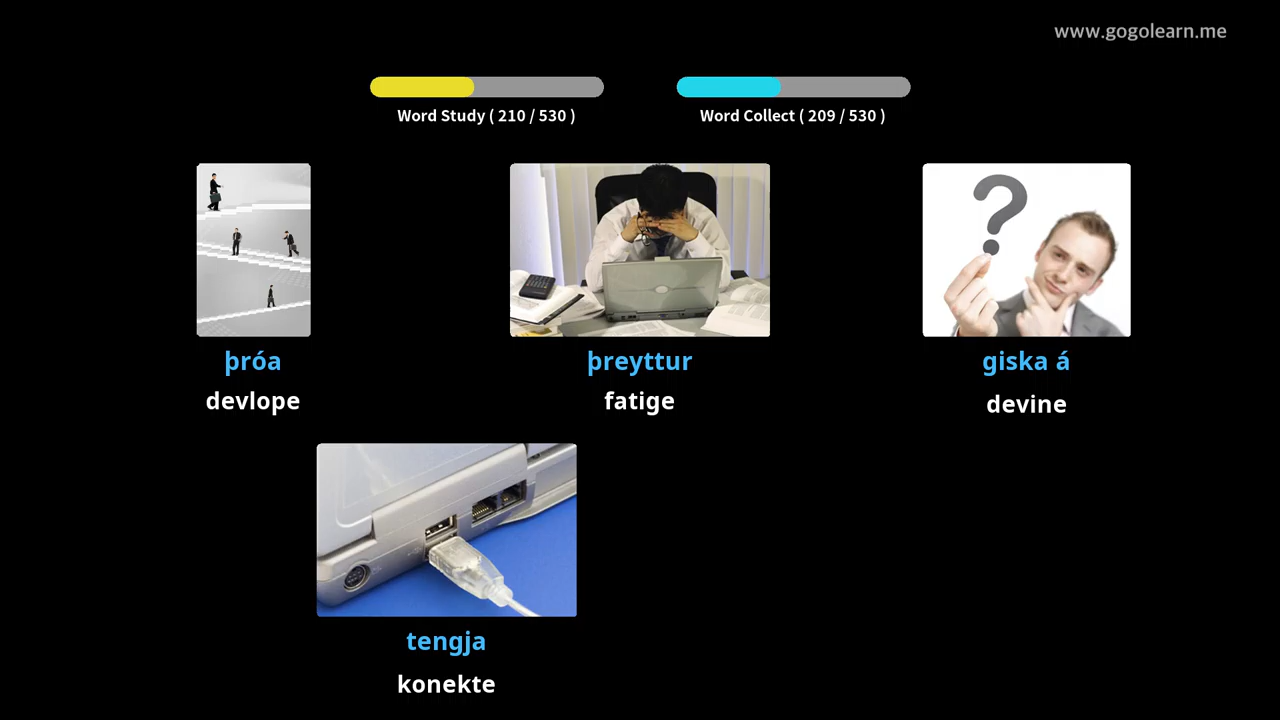 www.gogolearn.me
Word Study ( 210 / 530 )
Word Collect ( 209 / 530 )
þróa
devlope
þreyttur
fatige
giska á
devine
tengja
konekte